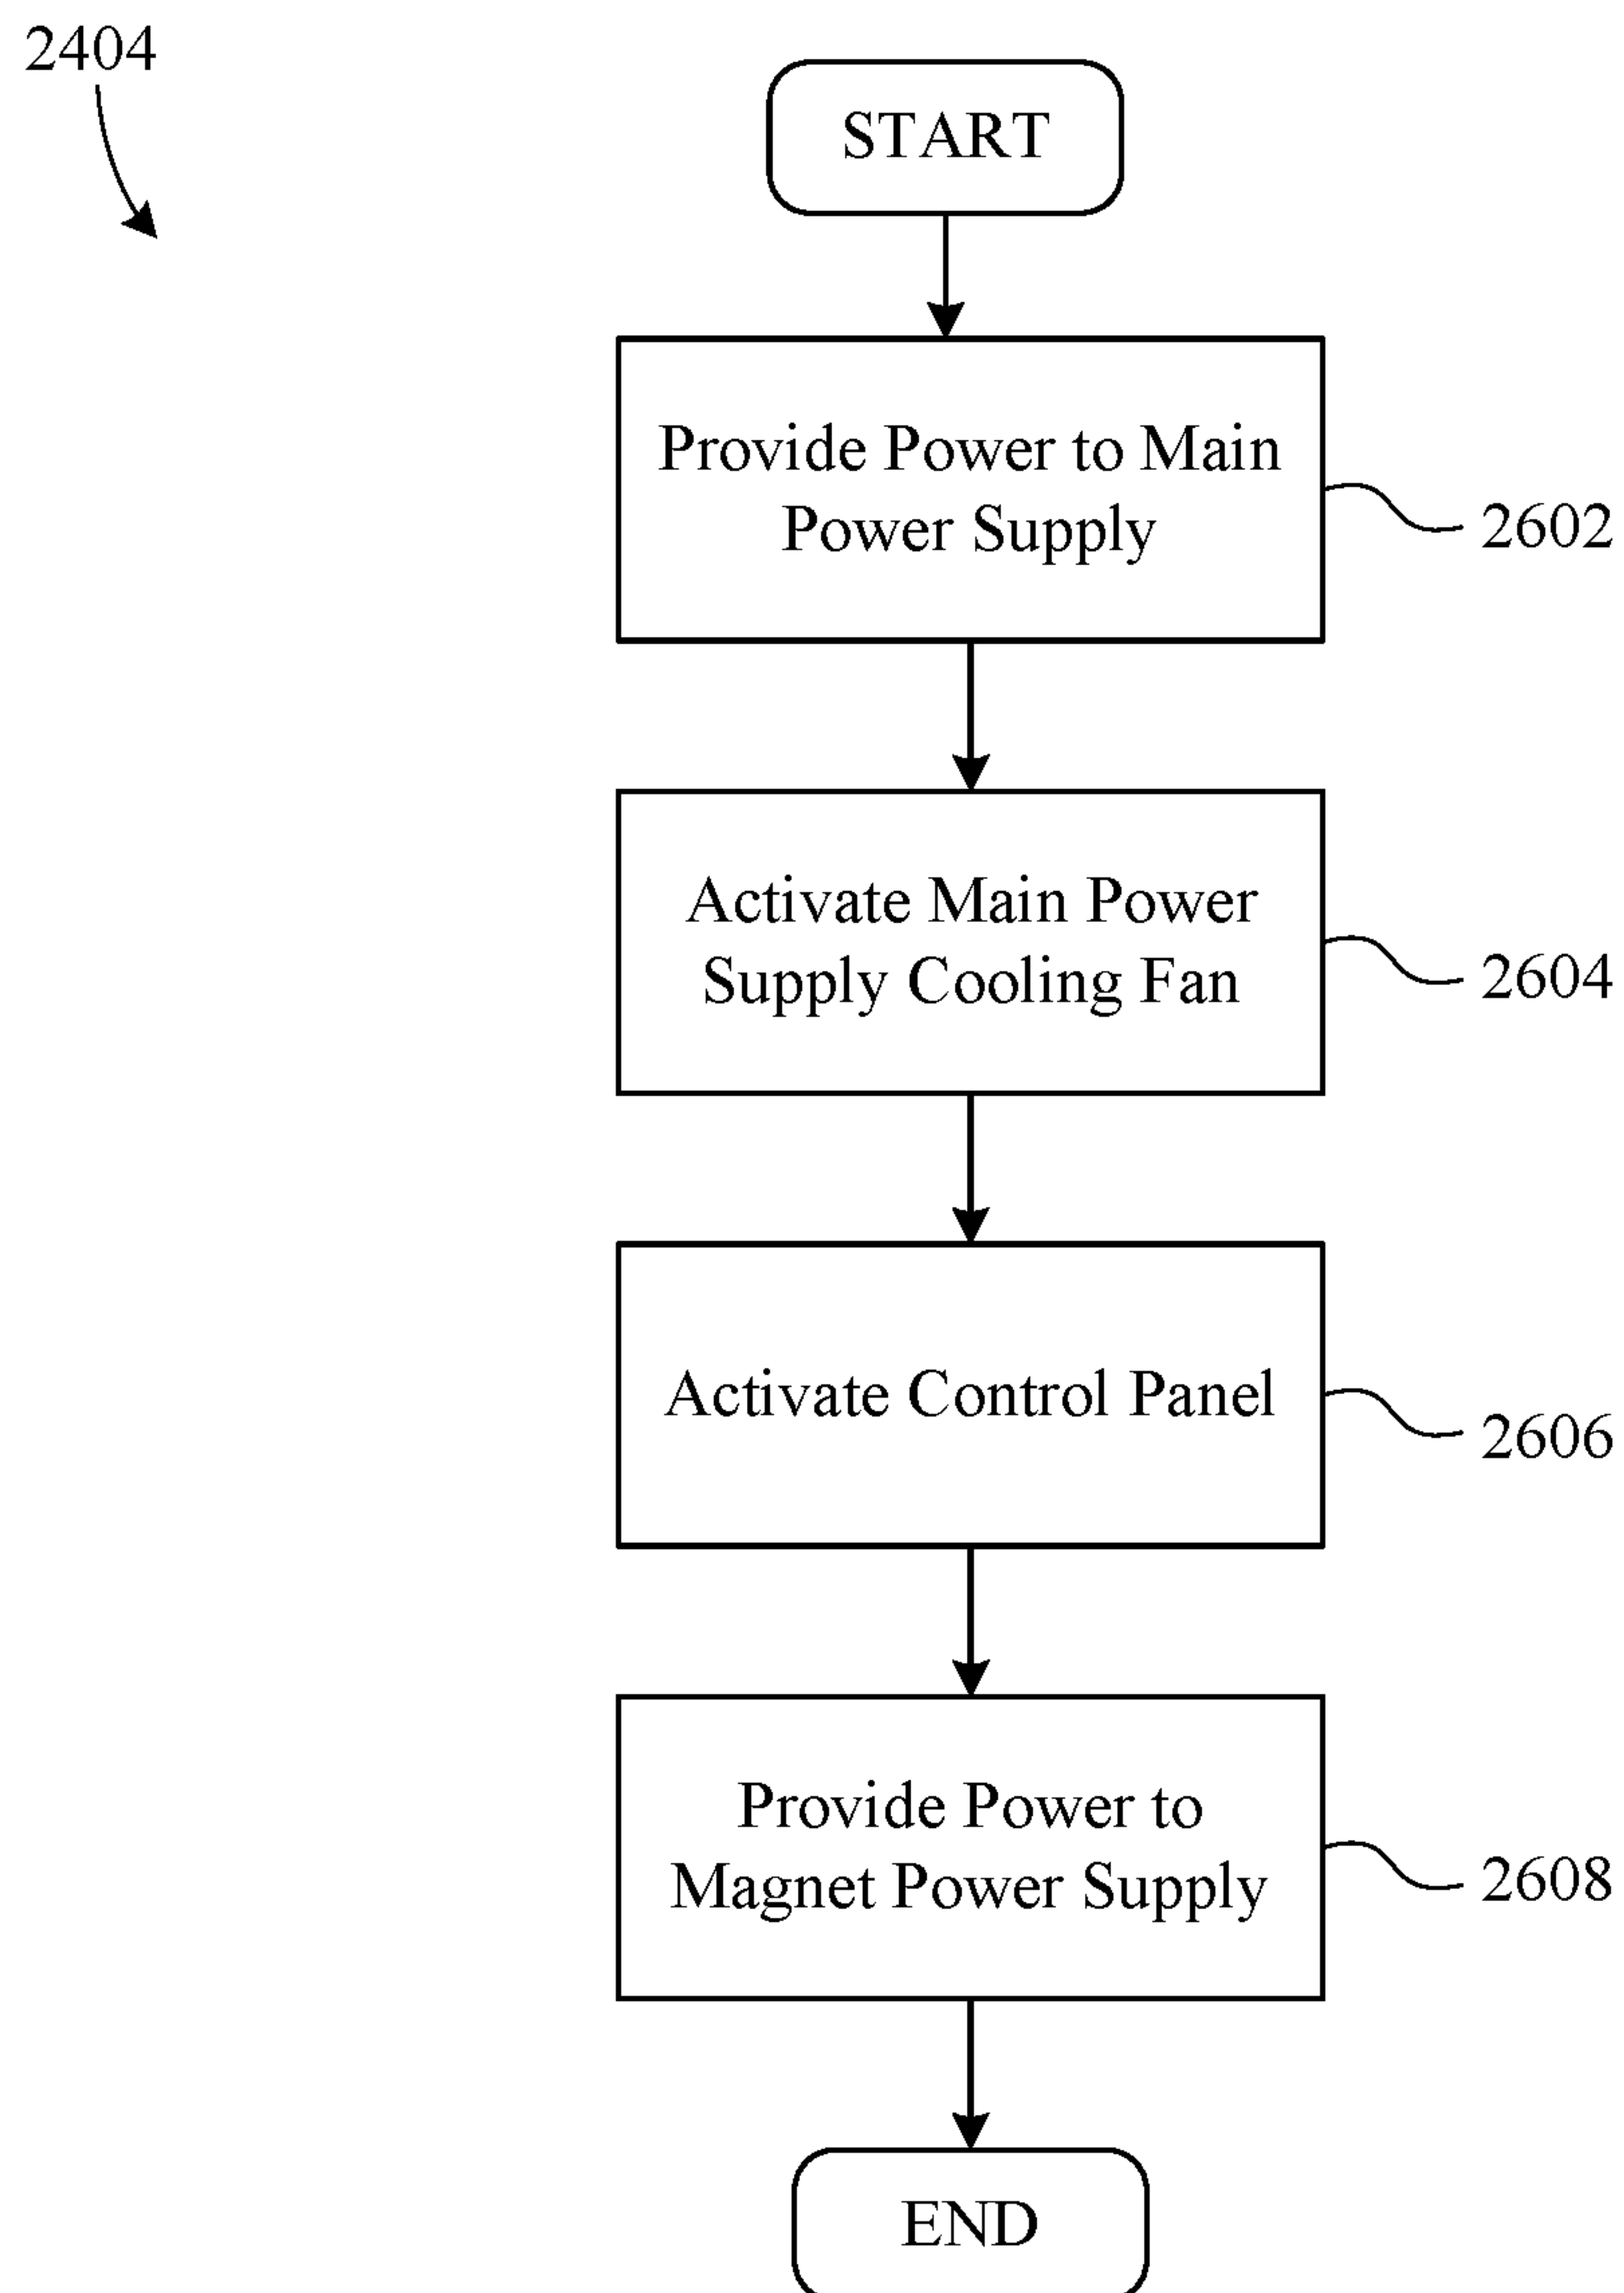 2404
START
Provide Power to Main
Power Supply
2602
Activate Main Power
Supply Cooling Fan
2604
Activate Control Panel
2606
Provide Power to
Magnet Power Supply
2608
END